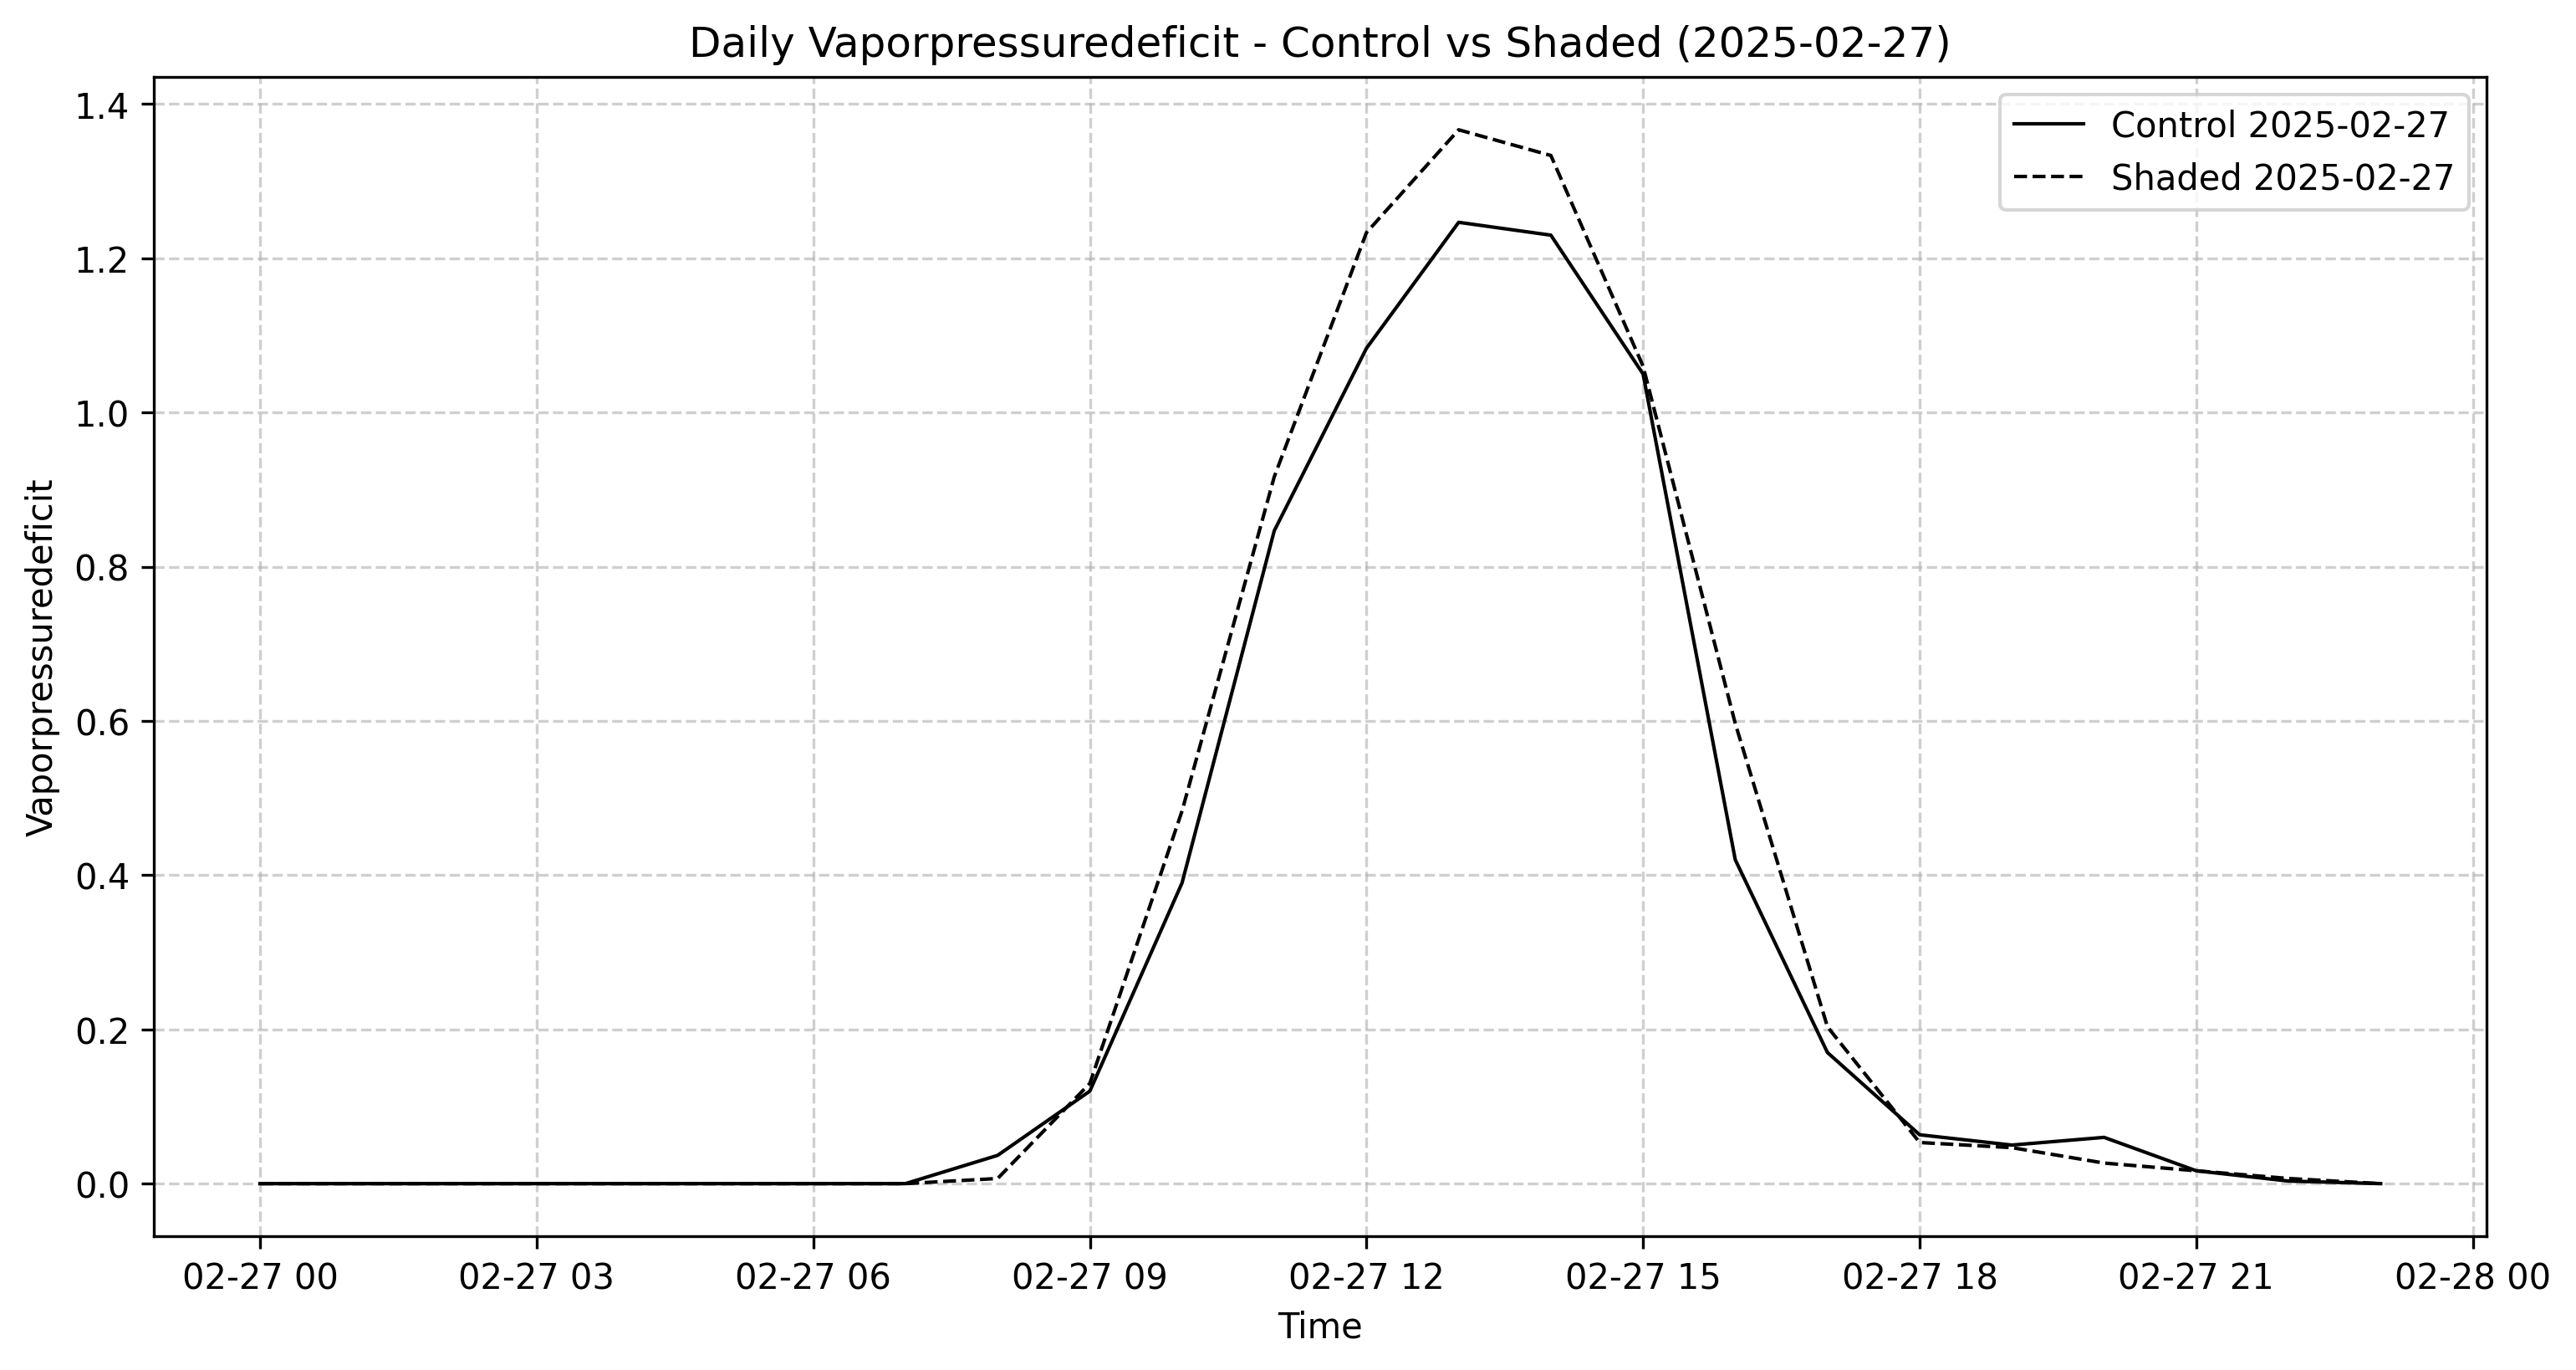 Daily Vaporpressuredeficit - Control vs Shaded (2025-02-27)
Control 2025-02-27
Shaded 2025-02-27
Vaporpressuredeficit
1.4
1.2
1.0
0.8
0.6
0.4
0.2
0.0
02-27 00 02-27 03 02-27 06 02-27 09 02-27 12 02-27 15 02-27 18 02-27 21 02-28 00
Time